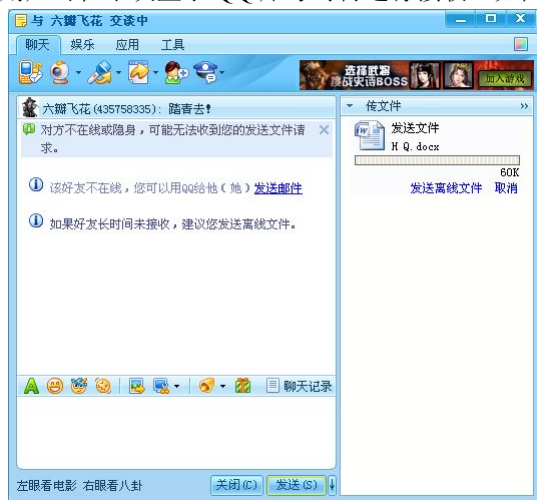 与 六瓣飞花 交谈中
聊天 娱乐 应用 工具
选择武器
战史诗BOSS
加入游戏
六瓣飞花(435758335): 踏青去!
对方不在线或隐身，可能无法收到您的发送文件请
求。
该好友不在线，您可以用QQ给他(她)发送邮件
如果好友长时间未接收，建议您发送离线文件。
传文件
发送文件
H Q.docx
60K
发送离线文件 取消
聊天记录
左眼看电影 右眼看八卦
关闭(C) 发送(S)